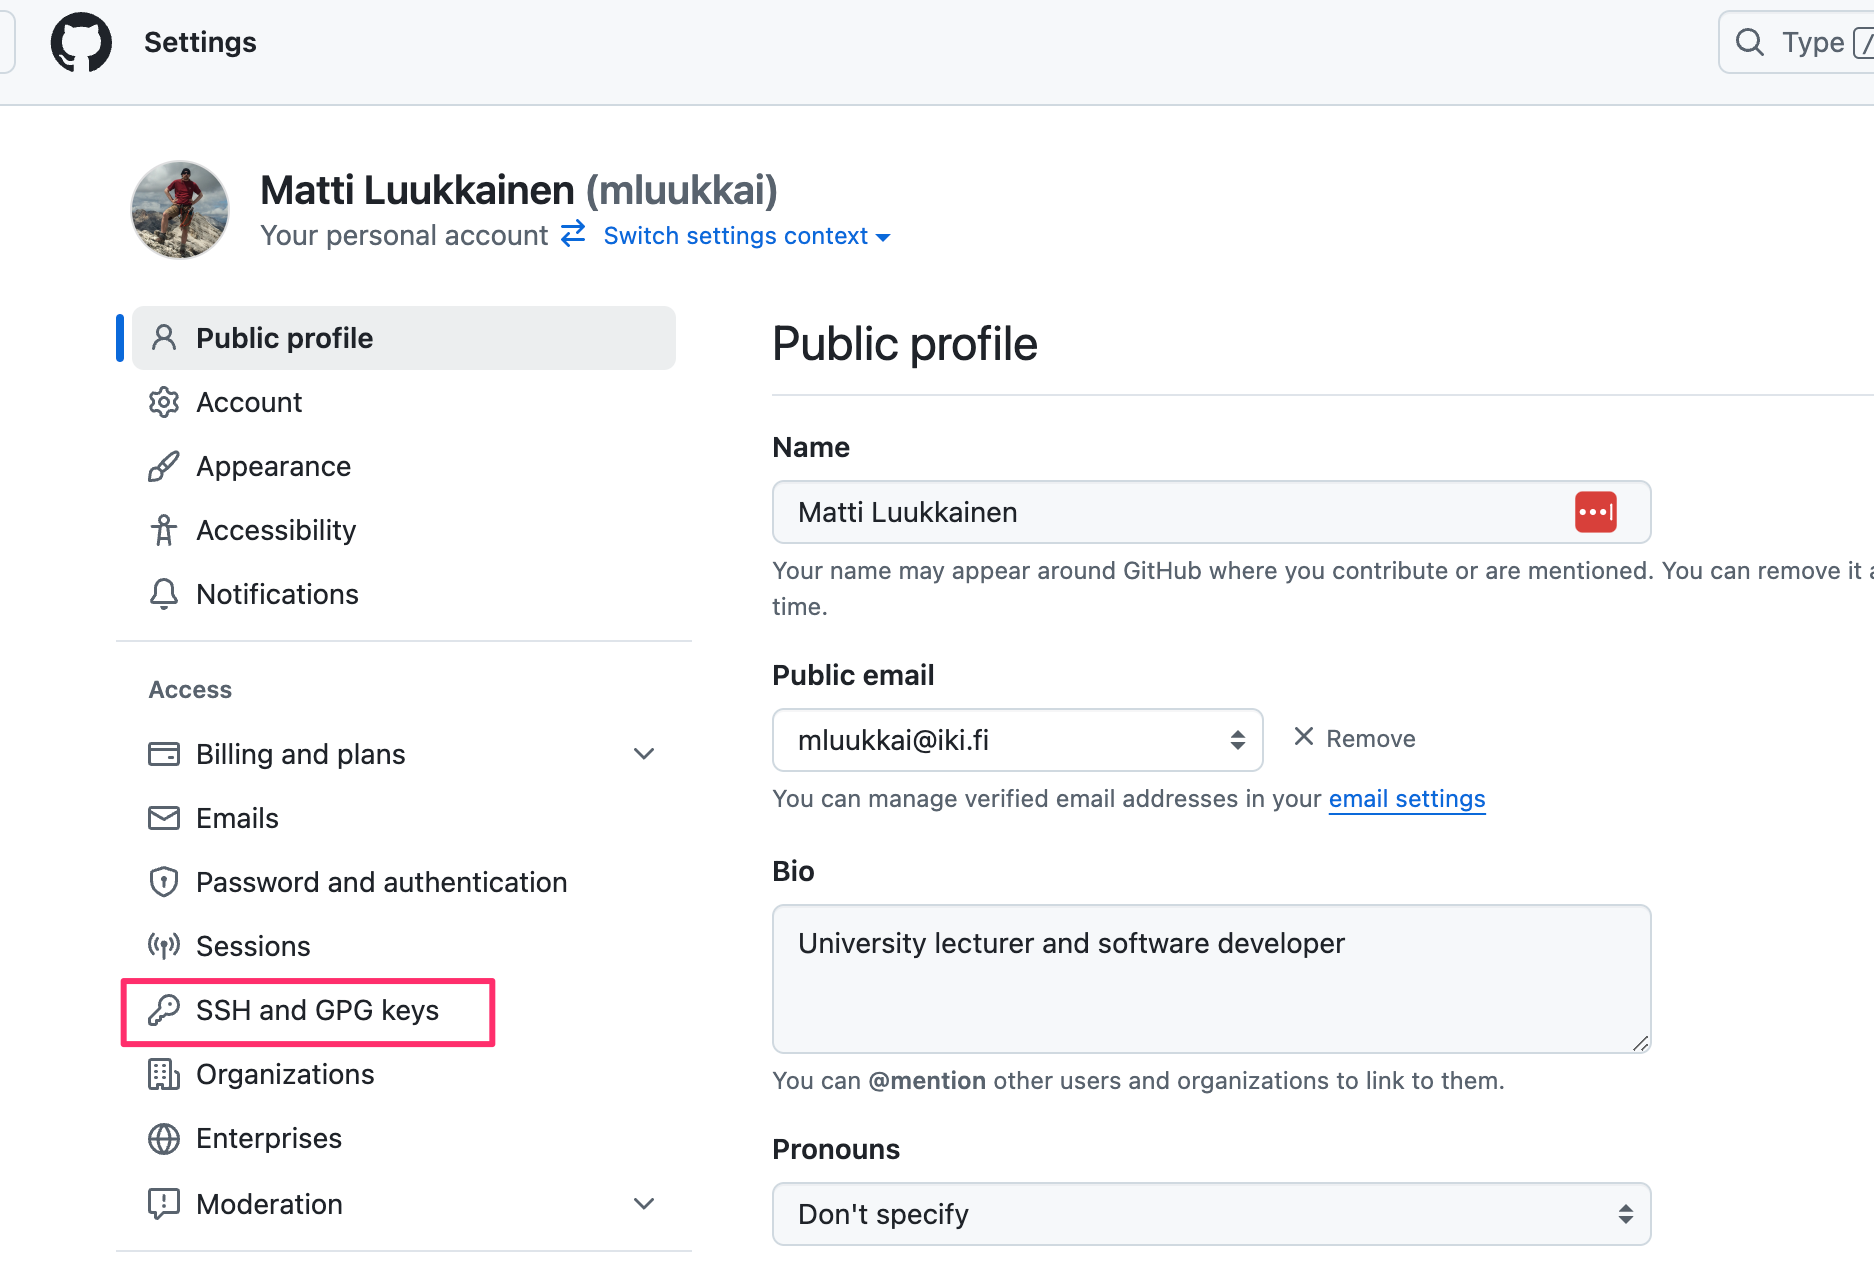 Settings
Type /
Matti Luukkainen (mluukkai)
Your personal account Switch settings context
Public profile
Account
Appearance
Accessibility
Notifications
Access
Billing and plans
Emails
Password and authentication
Sessions
SSH and GPG keys
Organizations
Enterprises
Moderation
Public profile
Name
Matti Luukkainen
Your name may appear around GitHub where you contribute or are mentioned. You can remove it
time.
Public email
mluukkai@iki.fi
Remove
You can manage verified email addresses in your email settings
Bio
University lecturer and software developer
You can @mention other users and organizations to link to them.
Pronouns
Don't specify